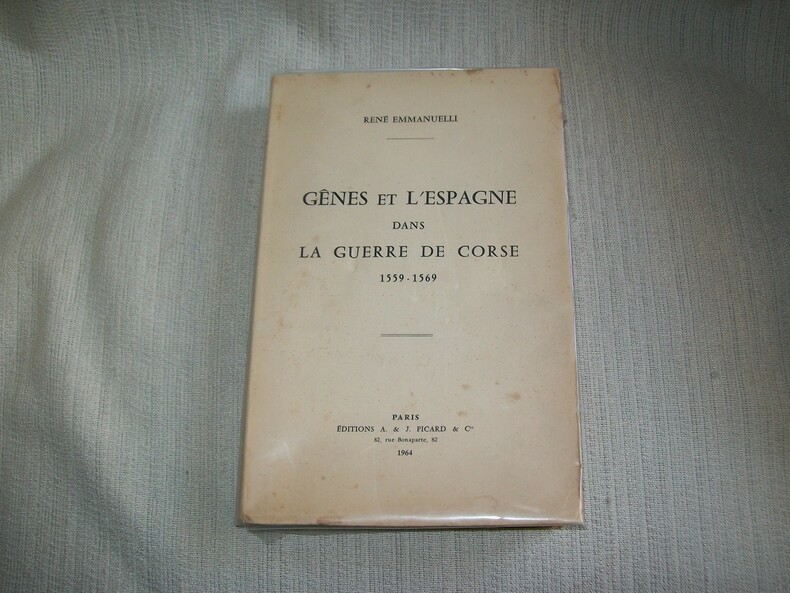 RENÉ EMMANUELLI
GÊNES ET L'ESPAGNE
DANS
LA GUERRE DE CORSE
1559-1569
PARIS
ÉDITIONS A. & J. PICARD & Cie
82, rue Bonaparte, 82
1964